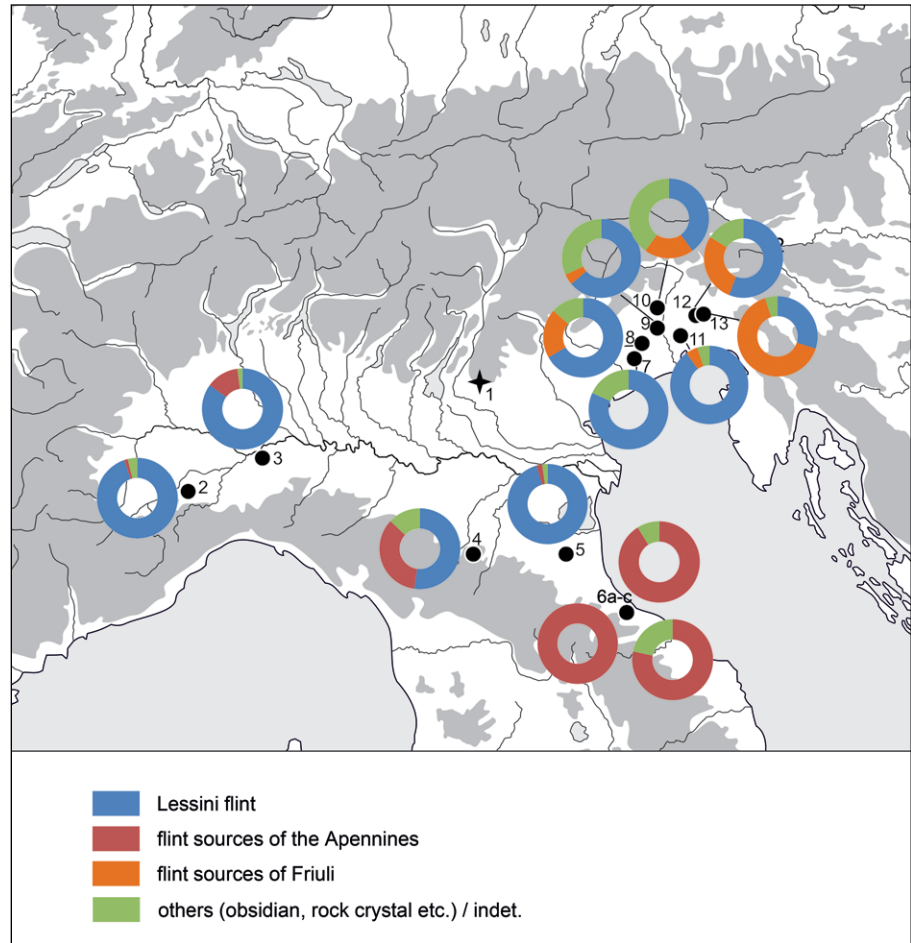 10
12
13
9
8
11
7
1
3
2
4
5
6a-c
Lessini flint
flint sources of the Apennines
flint sources of Friuli
others (obsidian, rock crystal etc.) / indet.